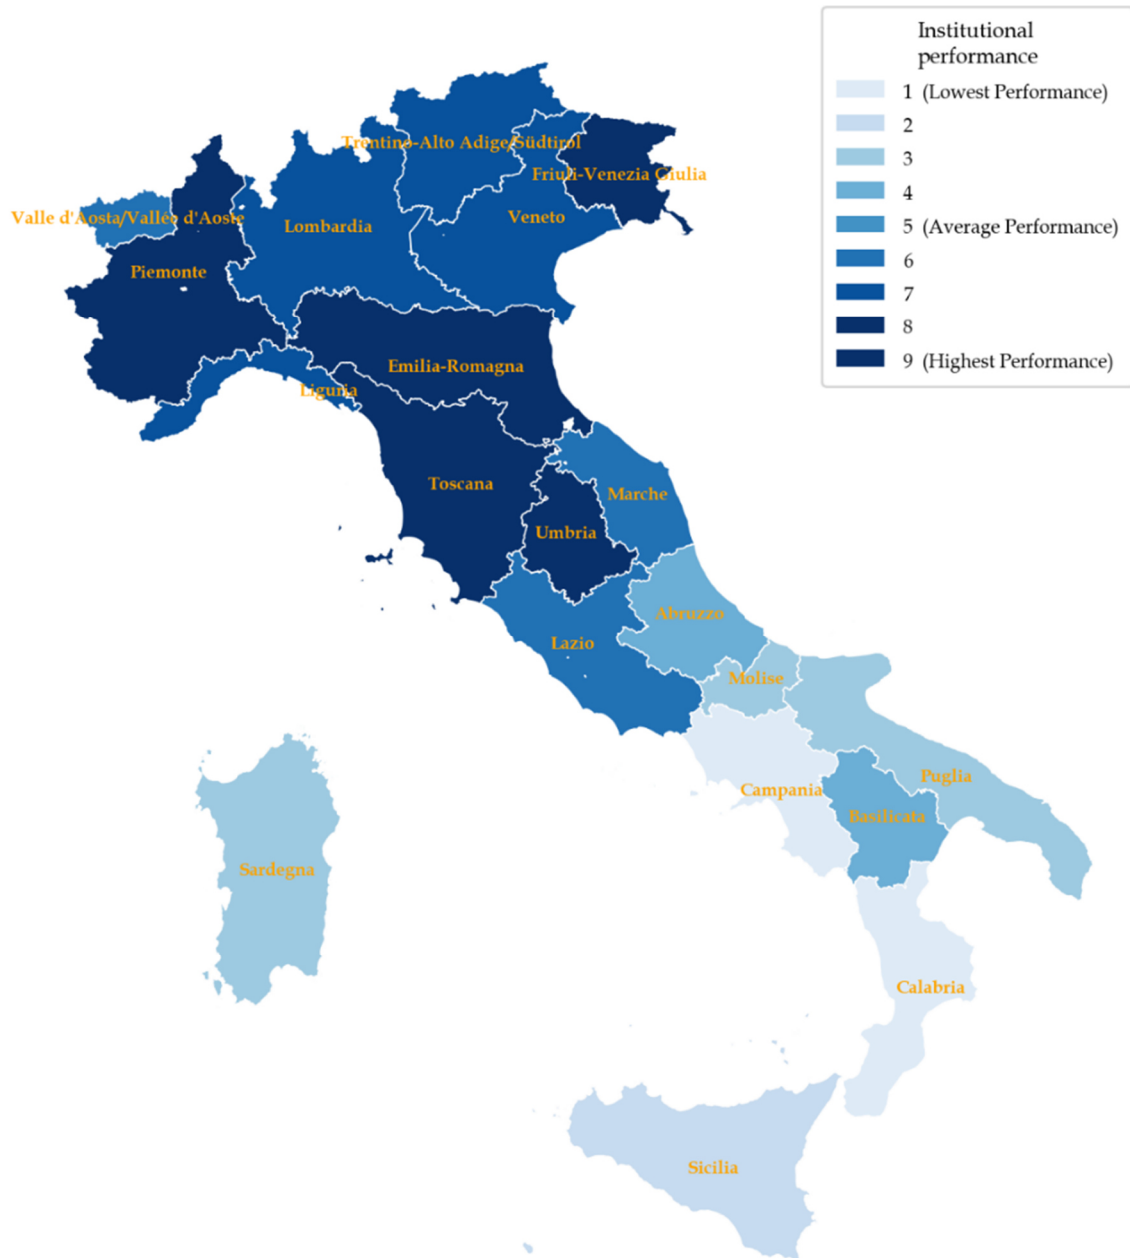 Institutional
performance
1 (Lowest Performance)
2
3
4
5 (Average Performance)
6
7
8
9 (Highest Performance)
Trentino-Alto Adige/Südtirol
Friuli-Venezia Giulia
Valle d'Aosta/Vallée d'Aoste
Veneto
Lombardia
Piemonte
Emilia-Romagna
Liguria
Toscana
Marche
Umbria
Abruzzo
Lazio
Molise
Puglia
Campania
Basilicata
Sardegna
Calabria
Sicilia